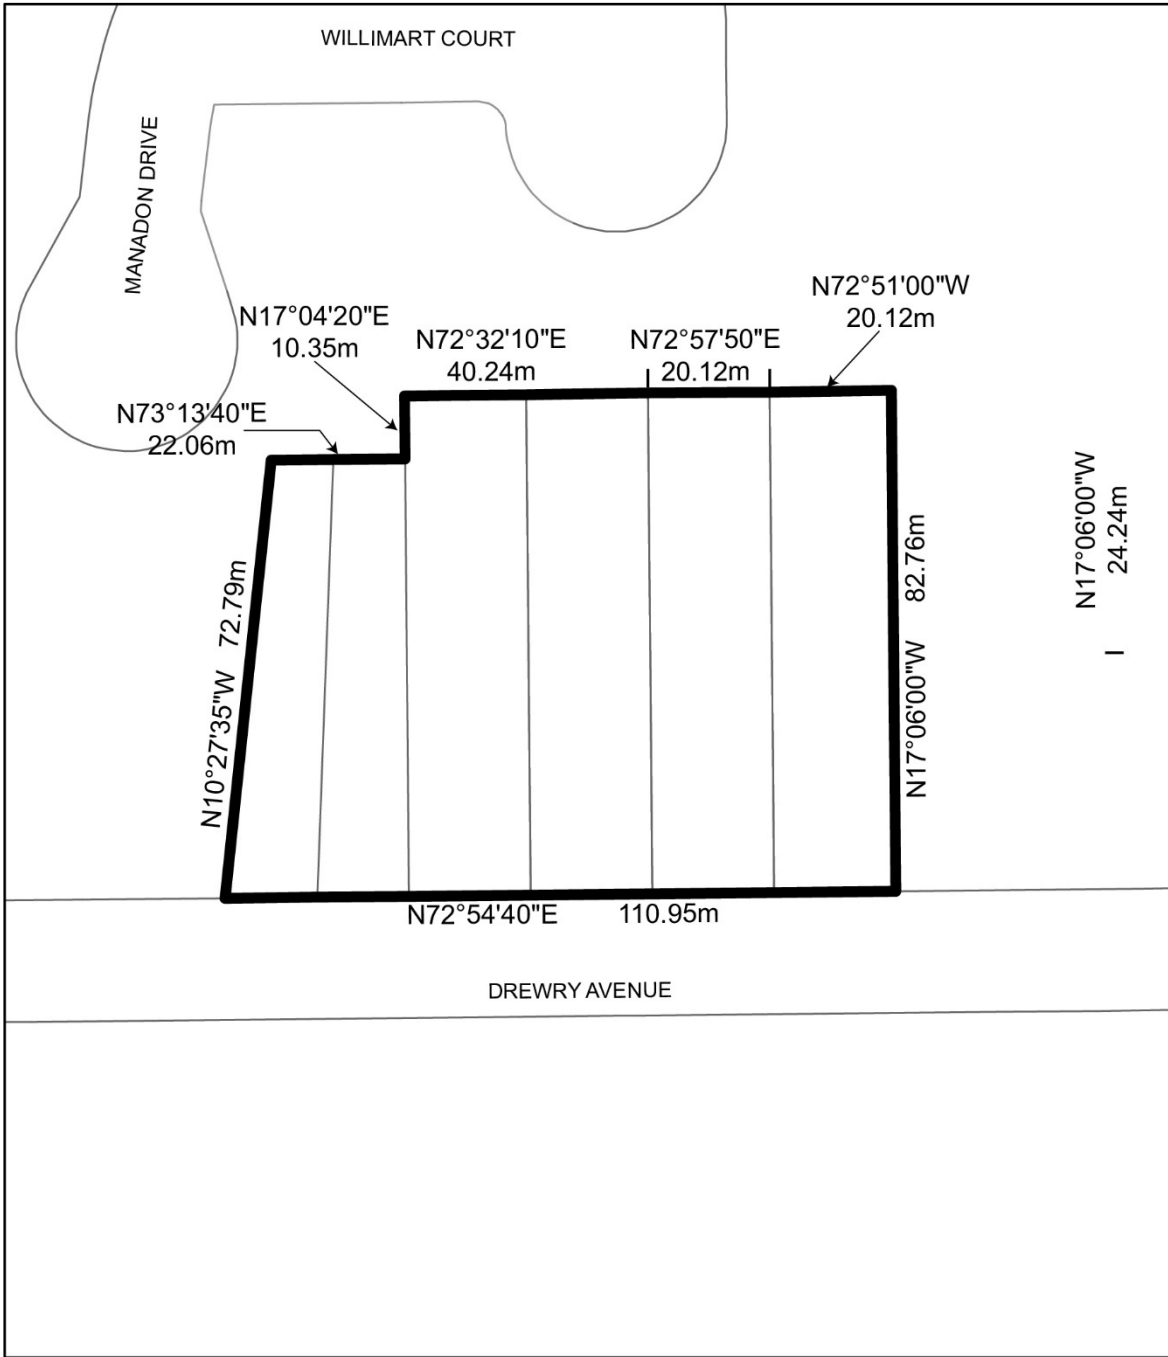 WILLIMART COURT
MANADON DRIVE
N72°51'00"W
20.12m
N17°04'20"E
10.35m
N72°32'10"E
40.24m
N72°57'50"E
20.12m
N73°13'40"E
22.06m
N17°06'00"W
24.24m
N10°27'35"W 72.79m
N17°06'00"W 82.76m
N72°54'40"E 110.95m
DREWRY AVENUE